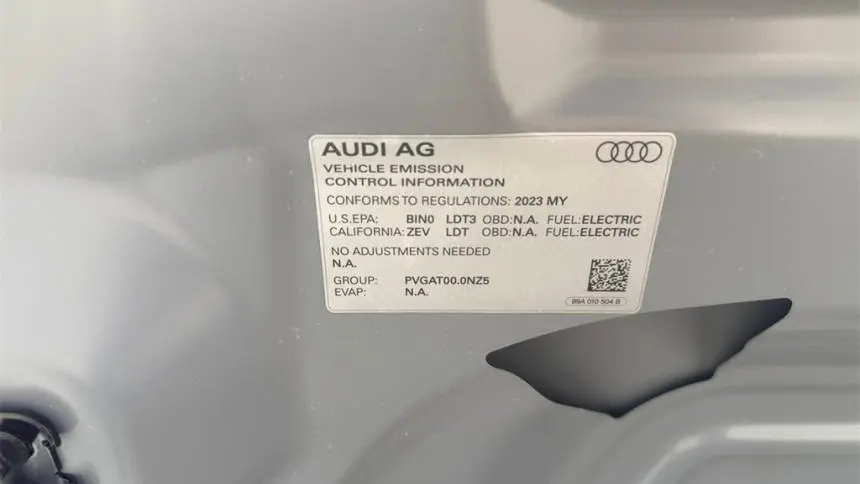 AUDI AG
VEHICLE EMISSION
CONTROL INFORMATION
CONFORMS TO REGULATIONS: 2023 MY
U.S.EPA: BIN0 LDT3 OBD:N.A. FUEL:ELECTRIC
CALIFORNIA: ZEV LDT OBD:N.A. FUEL:ELECTRIC
NO ADJUSTMENTS NEEDED
N.A.
GROUP: PVGAT00.0NZ5
EVAP: N.A.
89A 010 504 B